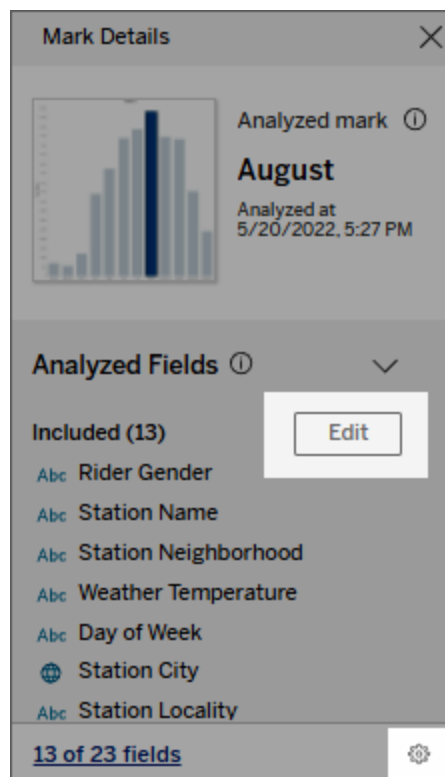 Mark Details
Analyzed mark
August
Analyzed at
5/20/2022, 5:27 PM
Analyzed Fields
Included (13)
Edit
Abc Rider Gender
Abc Station Name
Abc Station Neighborhood
Abc Weather Temperature
Abc Day of Week
Station City
Abc Station Locality
13 of 23 fields